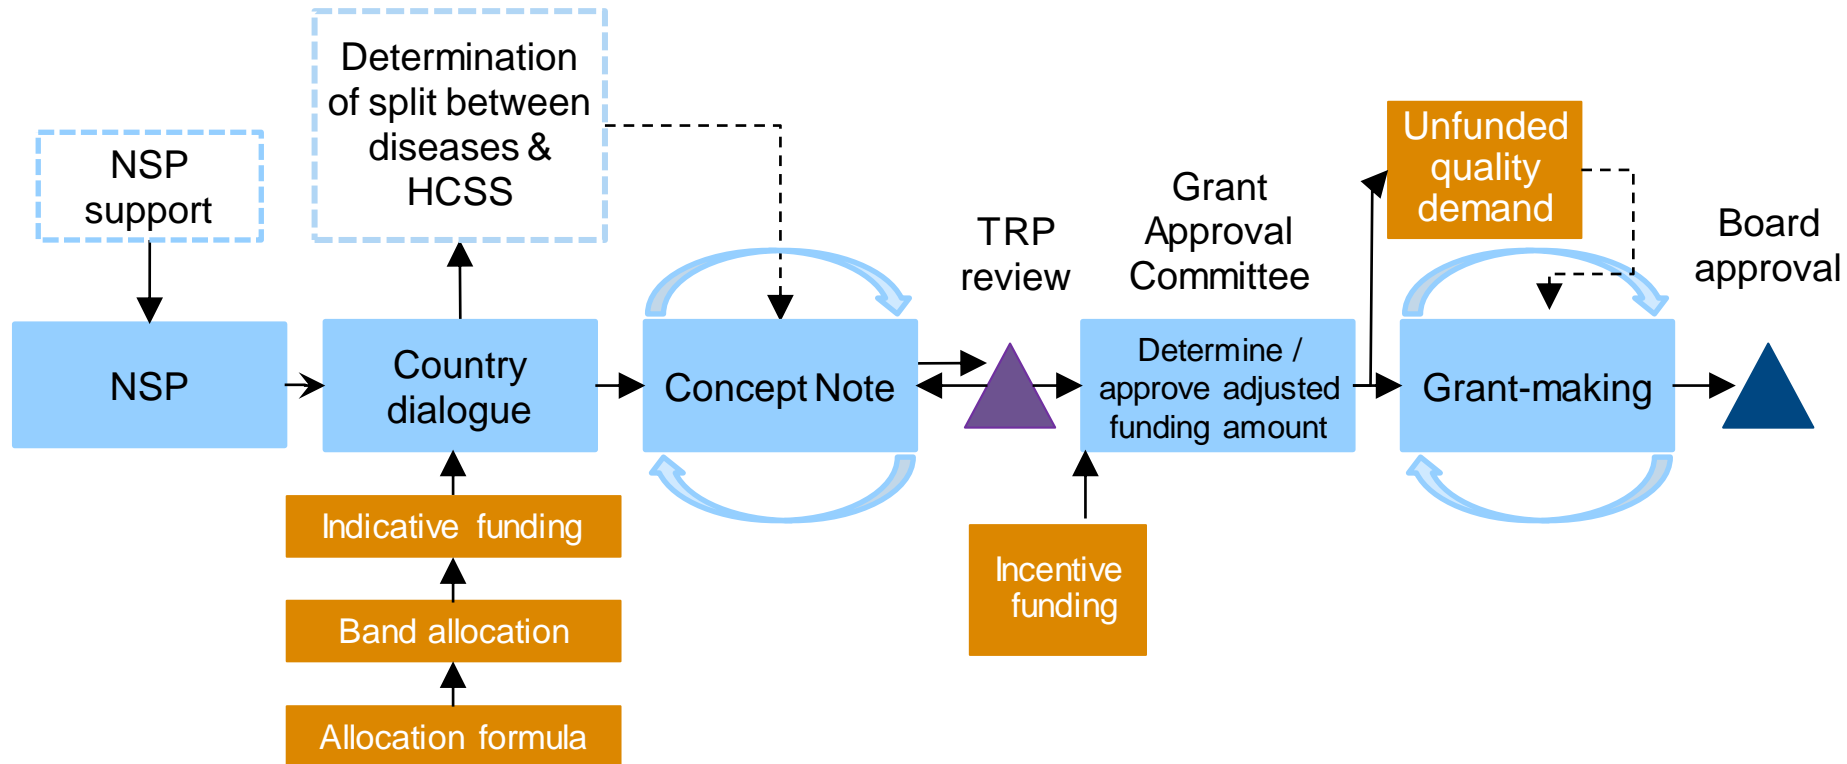 NSP
support
Determination
of split between
diseases &
HCSS
TRP
review
Grant
Approval
Committee
Unfunded
quality
demand
Board
approval
NSP
Country
dialogue
Concept Note
Determine /
approve adjusted
funding amount
Grant-making
Indicative funding
Band allocation
Allocation formula
Incentive
funding